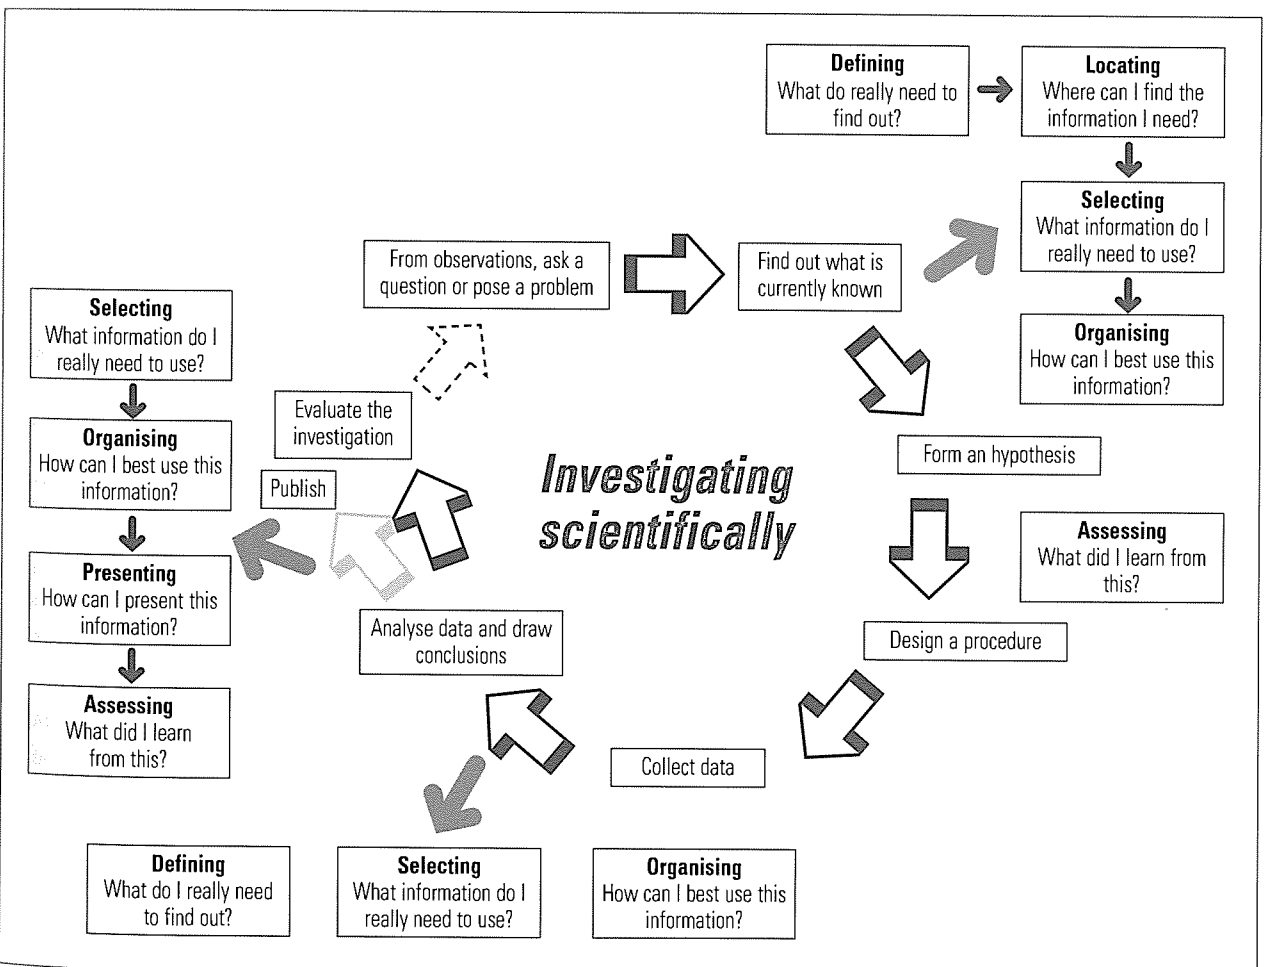 Defining
What do really need to
find out?
Locating
Where can I find the
information I need?
Selecting
What information do I
really need to use?
Organising
How can I best use this
information?
From observations, ask a
question or pose a problem
Find out what is
currently known
Selecting
What information do I
really need to use?
Organising
How can I best use this
information?
Presenting
How can I present this
information?
Assessing
What did I learn
from this?
Evaluate the
investigation
Publish
Investigating
scientifically
Form an hypothesis
Assessing
What did I learn from
this?
Analyse data and draw
conclusions
Design a procedure
Collect data
Defining
What do I really need
to find out?
Selecting
What information do I
really need to use?
Organising
How can I best use this
information?